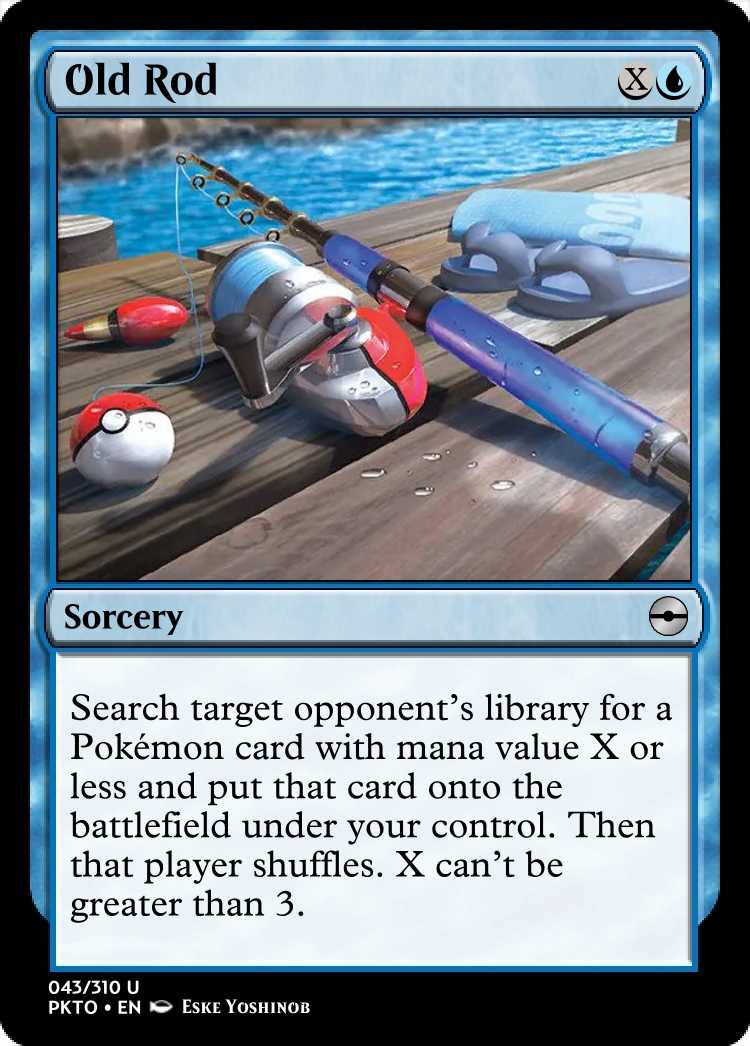 Old Rod X
Sorcery
Search target opponent's library for a
Pokémon card with mana value X or
less and put that card onto the
battlefield under your control. Then
that player shuffles. X can't be
greater than 3.
043/310 U
PKTO • EN Eske Yoshinob